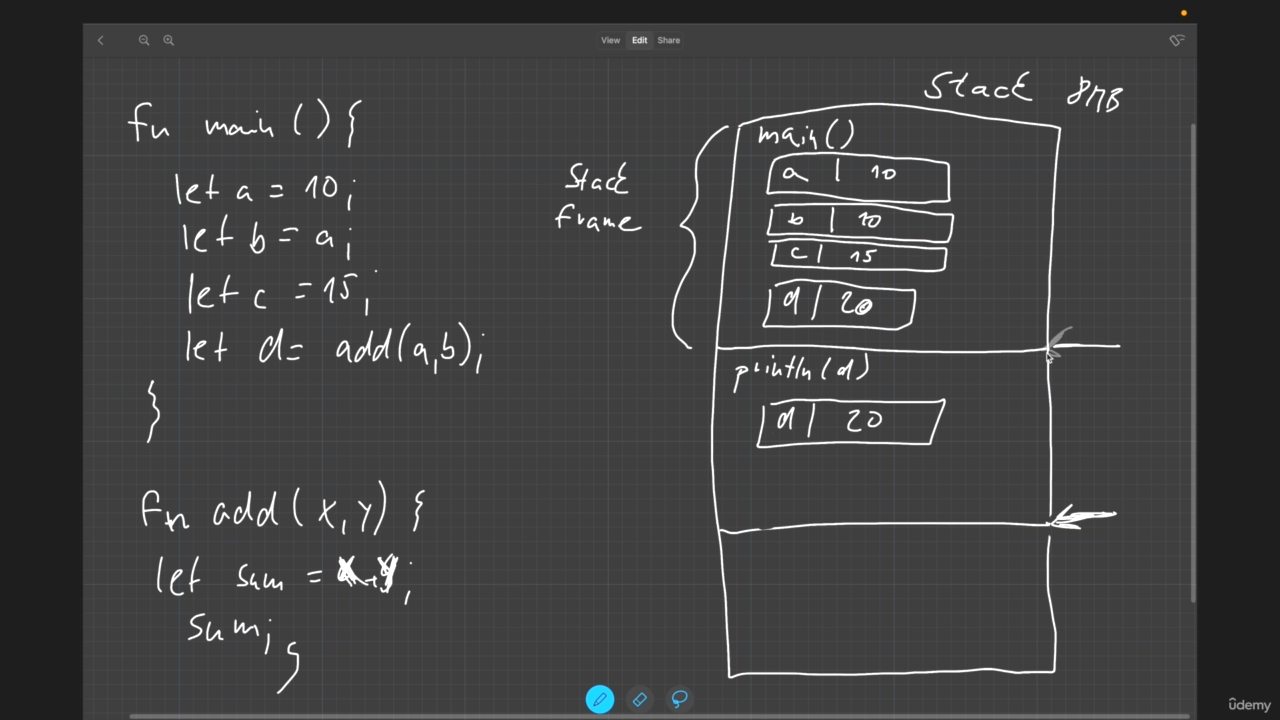 View Edit Share
fn main () {
let a = 10;
let b = a;
let c = 15;
let d = add(a,b);
}
fn add (x, y) {
let sum = x+y;
sum;
}
Stack 8MB
Stack
frame
main()
a | 10
b | 10
c | 15
d | 20
println(d)
d | 20
ûdemy